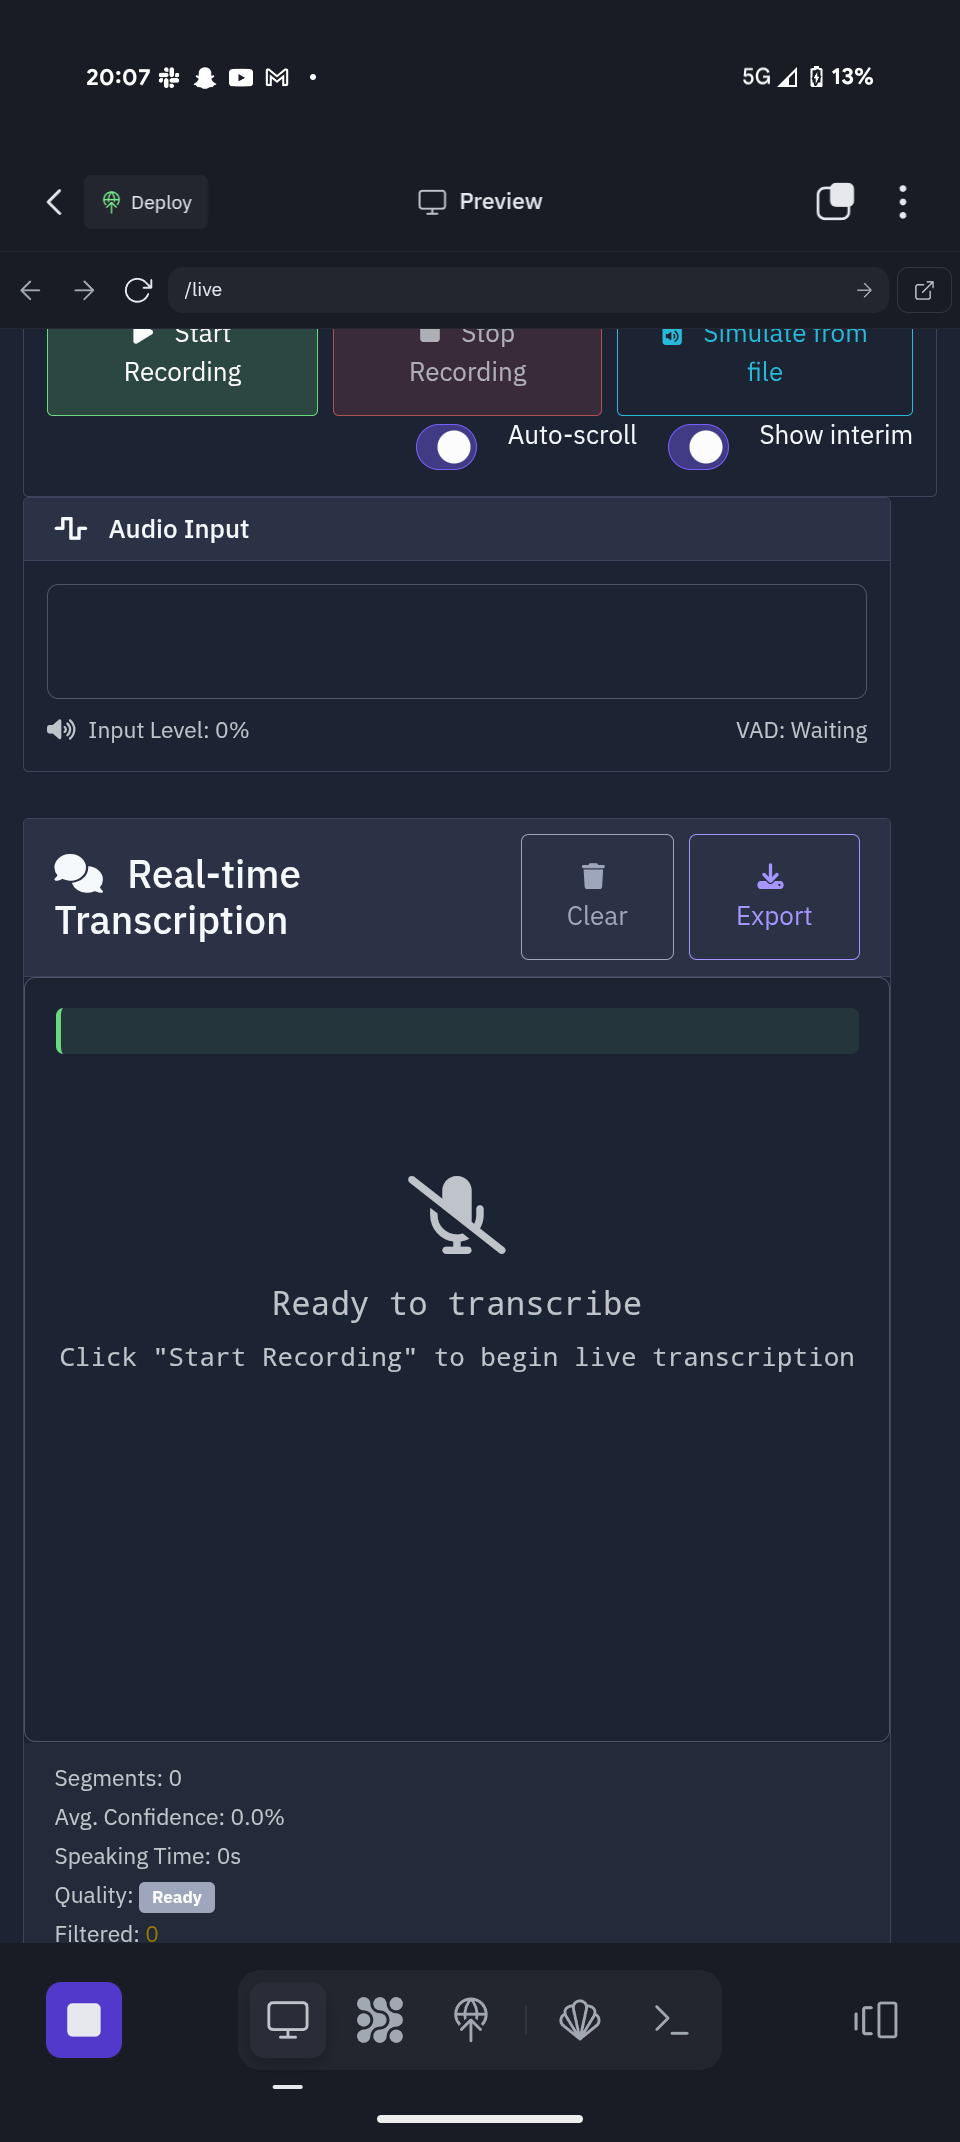 20:07
5G 13%
Deploy
Preview
/live
Start
Recording
Stop
Recording
Simulate from
file
Auto-scroll
Show interim
Audio Input
Input Level: 0%
VAD: Waiting
Real-time
Transcription
Clear
Export
Ready to transcribe
Click "Start Recording" to begin live transcription
Segments: 0
Avg. Confidence: 0.0%
Speaking Time: 0s
Quality: Ready
Filtered: 0